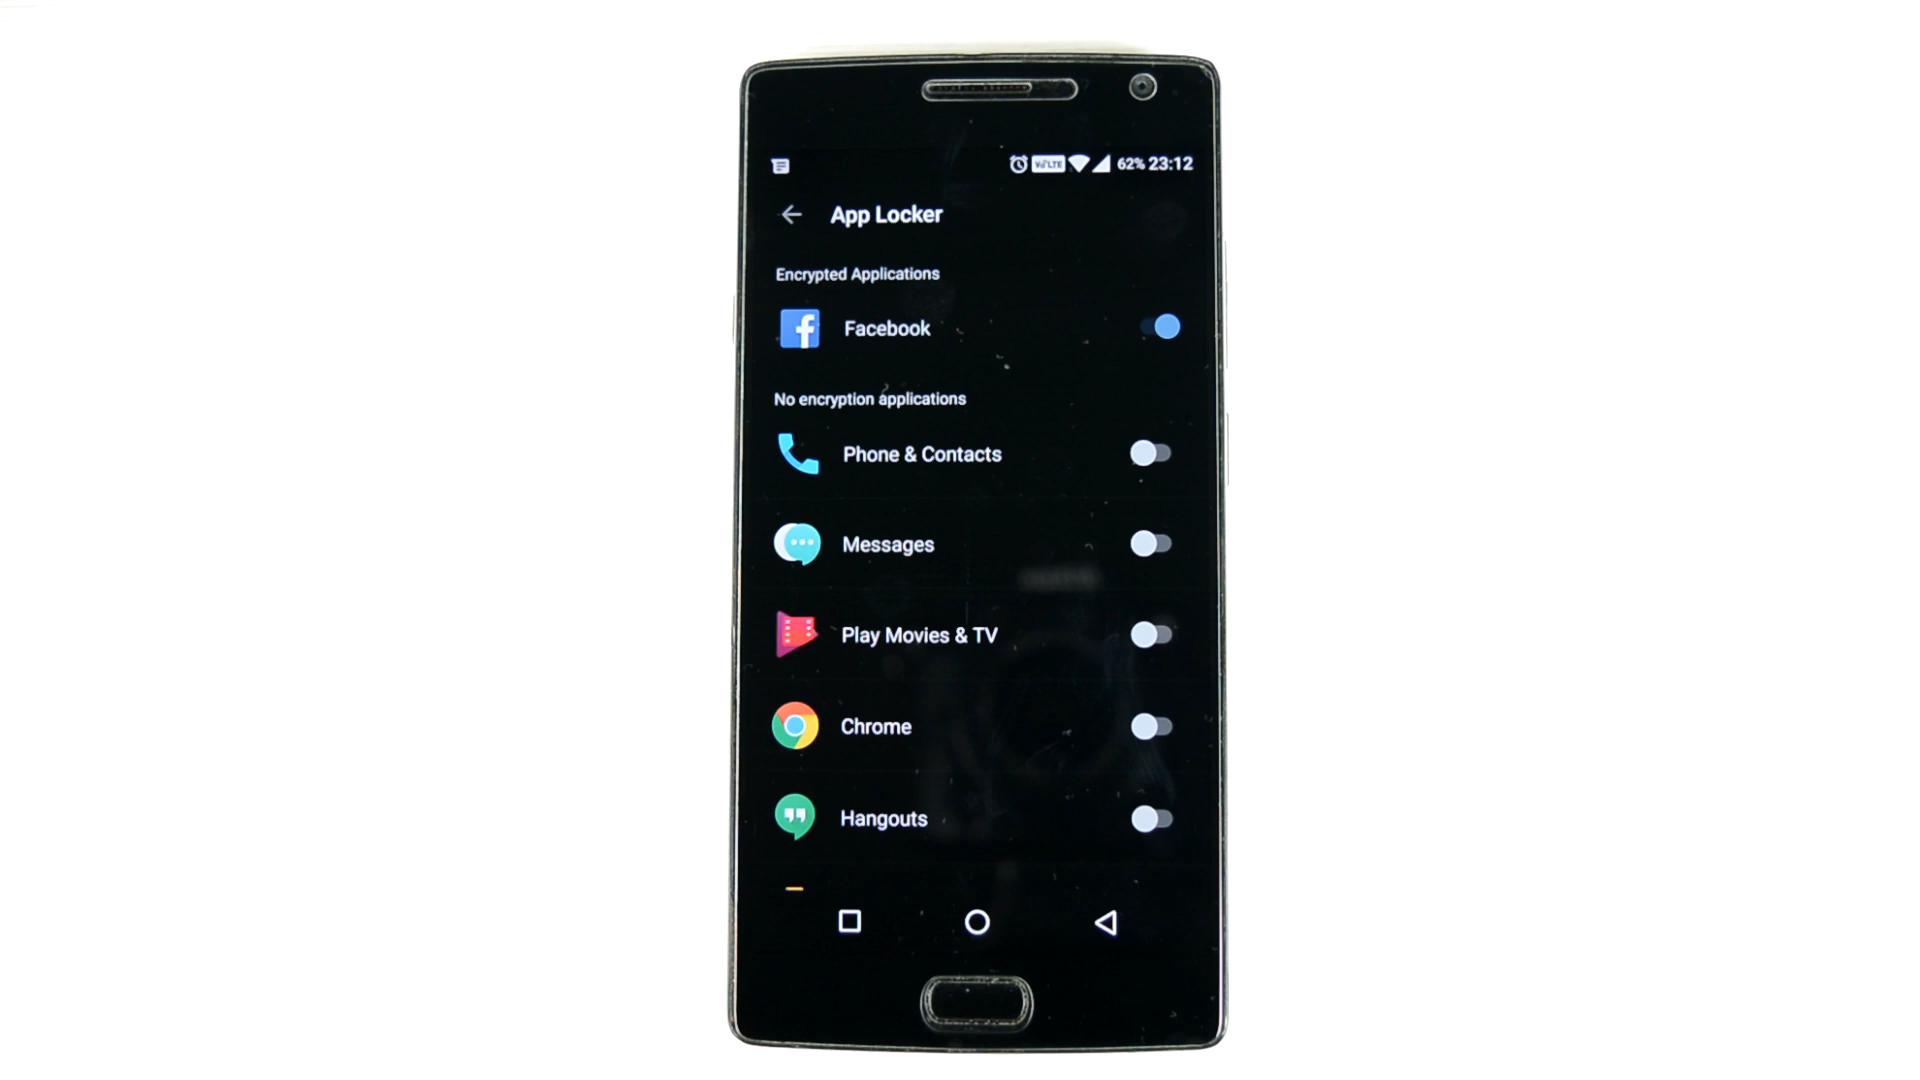 VoLTE 62% 23:12
App Locker
Encrypted Applications
Facebook
No encryption applications
Phone & Contacts
Messages
Play Movies & TV
Chrome
Hangouts